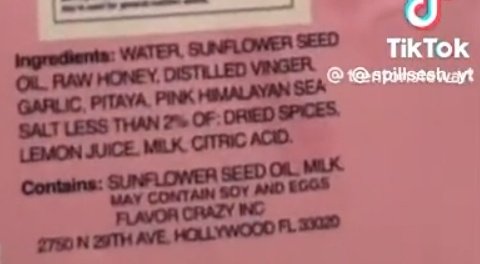 TikTok
Ingredients: WATER, SUNFLOWER SEED
OIL, RAW HONEY, DISTILLED VINGER,
GARLIC, PITAYA, PINK HIMALAYAN SEA
SALT LESS THAN 2% OF: DRIED SPICES,
LEMON JUICE, MILK, CITRIC ACID.
Contains: SUNFLOWER SEED OIL, MILK.
MAY CONTAIN SOY AND EGGS
FLAVOR CRAZY INC
2750 N 29TH AVE, HOLLYWOOD FL 33020